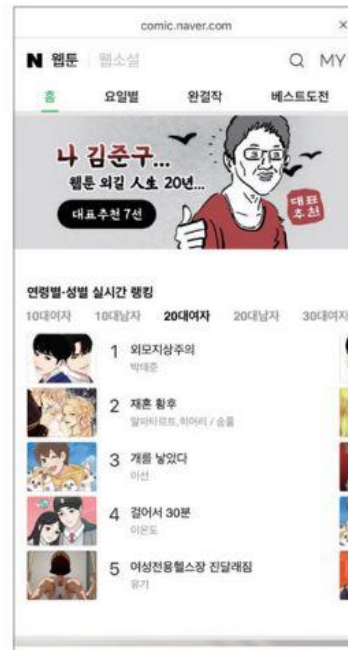 comic.naver.com ×
N 웹툰 웹소설 MY
홈 요일별 완결작 베스트도전
나 김준구...
웹툰 외길 人生 20년...
대표추천 7선
대표
추천
연령별·성별 실시간 랭킹
10대여자 10대남자 20대여자 20대남자 30대여자
1 외모지상주의
박태준
2 재혼 황후
알파타르트,히어리 / 숨풀
3 개를 낳았다
이선
4 걸어서 30분
이온도
5 여성전용헬스장 진달래짐
유기